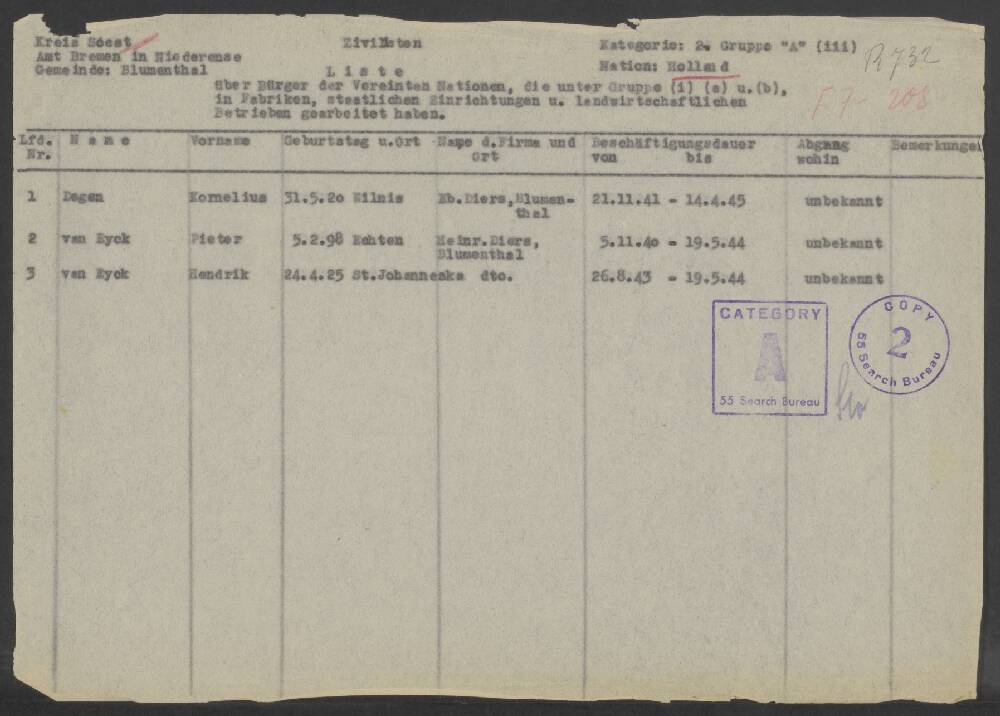 Kreis Soest Zivilisten Kategorie: 2. Gruppe "A" (iii)
R 732
Amt Bremen in Niederense
Gemeinde: Blumenthal Liste Nation: Holland
über Bürger der Vereinten Nationen, die unter Gruppe (i) (a) u.(b),
in Fabriken, staatlichen Einrichtungen u. landwirtschaftlichen
Betrieben gearbeitet haben.
F7- 208
Lfd. Nr. Name Vorname Geburtstag u.Ort Name d.Firma und Ort Beschäftigungsdauer von bis Abgang wohin Bemerkungen
1 Degen Kornelius 31.5.20 Wilnis Hb.Diers,Blumen-
thal 21.11.41 - 14.4.45 unbekannt
2 van Eyck Pieter 5.2.98 Echten Heinr.Diers,
Blumenthal 5.11.40 - 19.5.44 unbekannt
3 van Eyck Hendrik 24.4.25 St.Johanneska dto. 26.8.43 - 19.5.44 unbekannt
CATEGORY
A
55 Search Bureau
COPY
2
55 Search Bureau